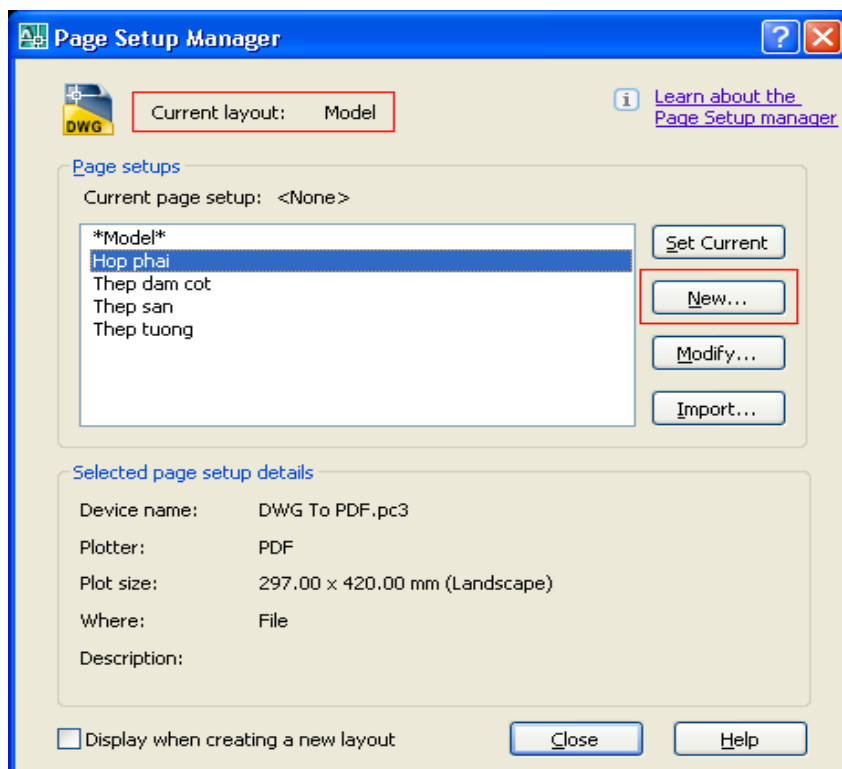 Page Setup Manager
DWG
Current layout: Model
Learn about the
Page Setup manager
Page setups
Current page setup: <None>
*Model*
Hop phai
Thep dam cot
Thep san
Thep tuong
Set Current
New...
Modify...
Import...
Selected page setup details
Device name: DWG To PDF.pc3
Plotter: PDF
Plot size: 297.00 x 420.00 mm (Landscape)
Where: File
Description:
Display when creating a new layout
Close
Help